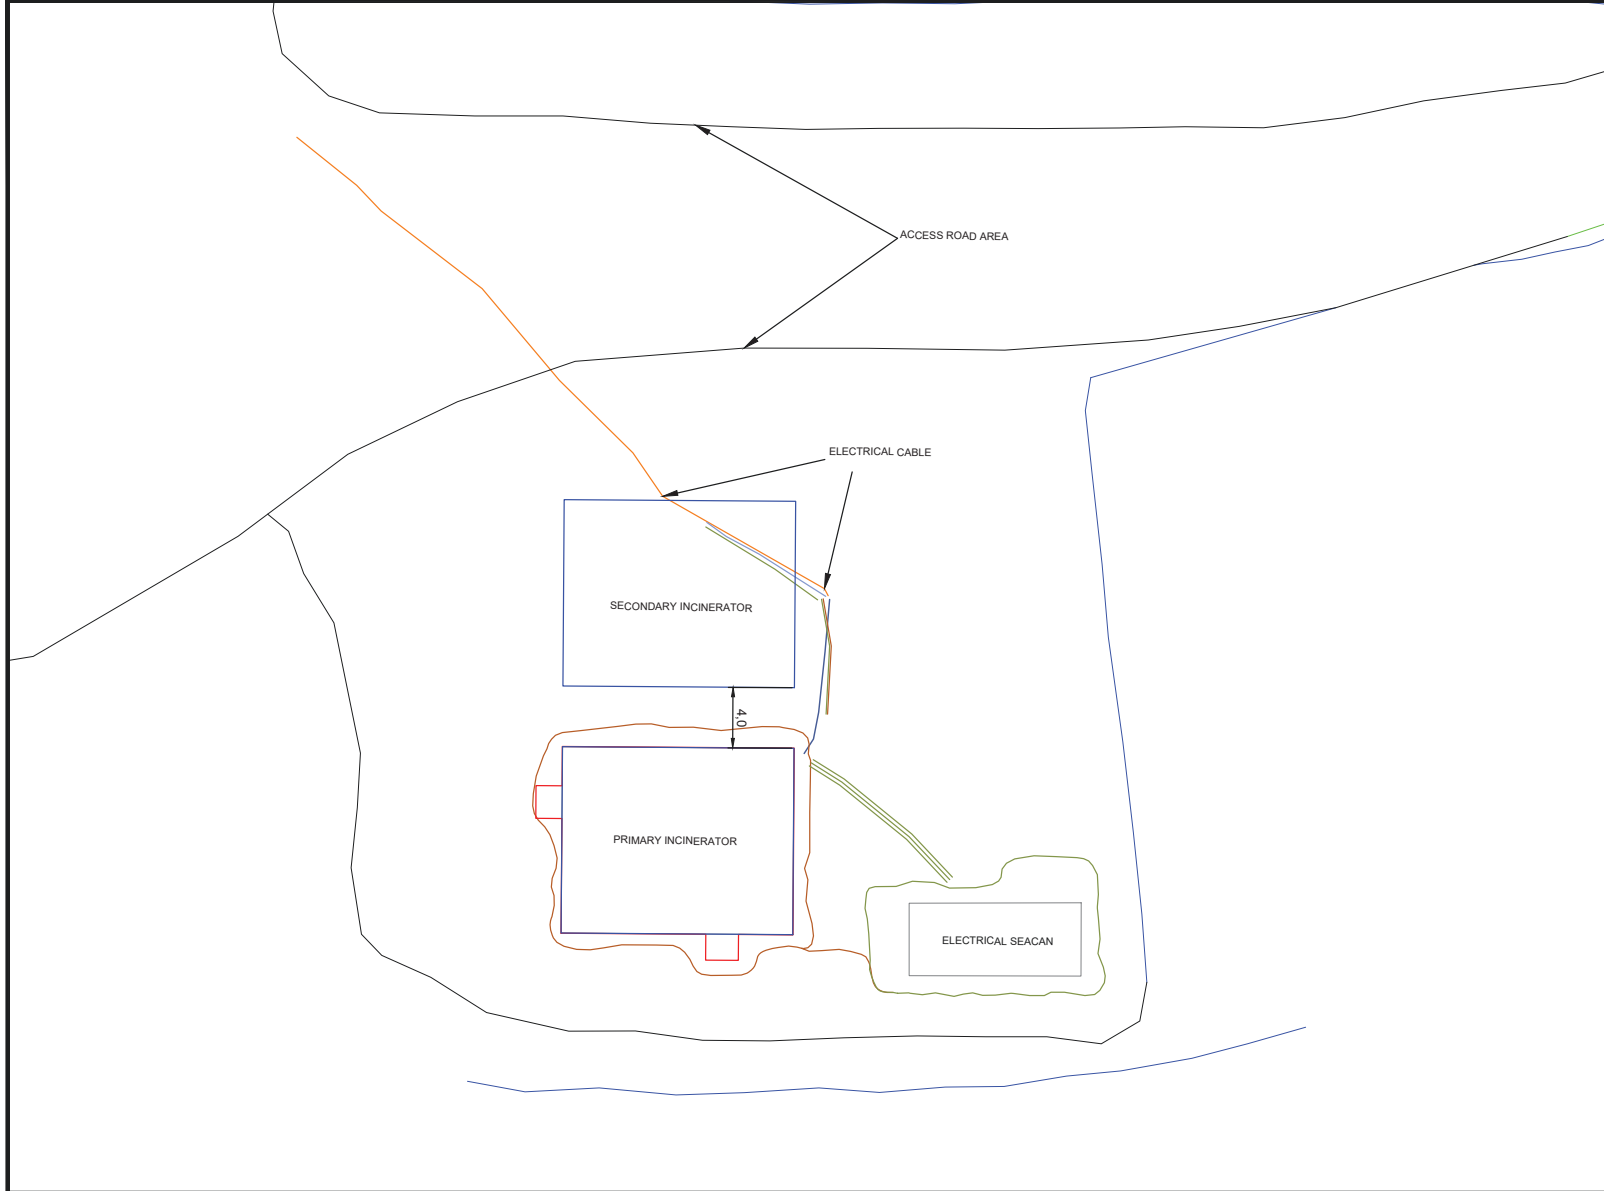 ACCESS ROAD AREA
ELECTRICAL CABLE
SECONDARY INCINERATOR
4,0
PRIMARY INCINERATOR
ELECTRICAL SEACAN